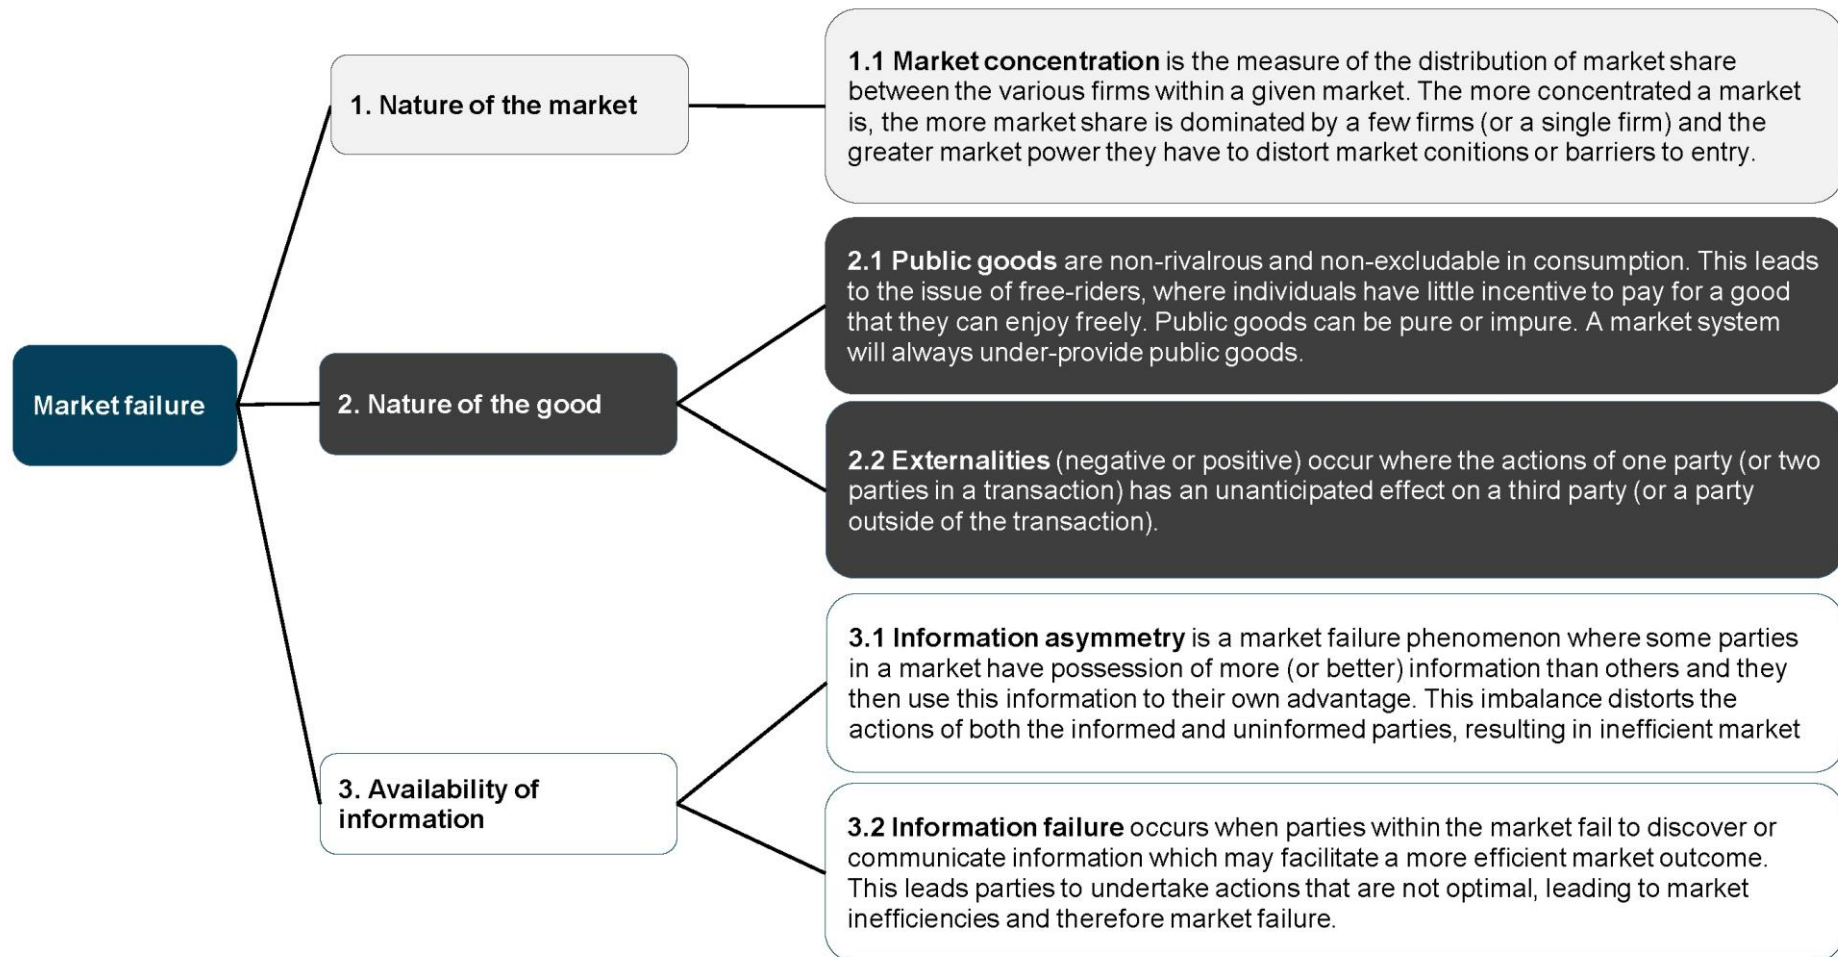 1. Nature of the market
1.1 Market concentration is the measure of the distribution of market share
between the various firms within a given market. The more concentrated a market
is, the more market share is dominated by a few firms (or a single firm) and the
greater market power they have to distort market conitions or barriers to entry.
Market failure
2. Nature of the good
2.1 Public goods are non-rivalrous and non-excludable in consumption. This leads
to the issue of free-riders, where individuals have little incentive to pay for a good
that they can enjoy freely. Public goods can be pure or impure. A market system
will always under-provide public goods.
2.2 Externalities (negative or positive) occur where the actions of one party (or two
parties in a transaction) has an unanticipated effect on a third party (or a party
outside of the transaction).
3. Availability of
information
3.1 Information asymmetry is a market failure phenomenon where some parties
in a market have possession of more (or better) information than others and they
then use this information to their own advantage. This imbalance distorts the
actions of both the informed and uninformed parties, resulting in inefficient market
3.2 Information failure occurs when parties within the market fail to discover or
communicate information which may facilitate a more efficient market outcome.
This leads parties to undertake actions that are not optimal, leading to market
inefficiencies and therefore market failure.